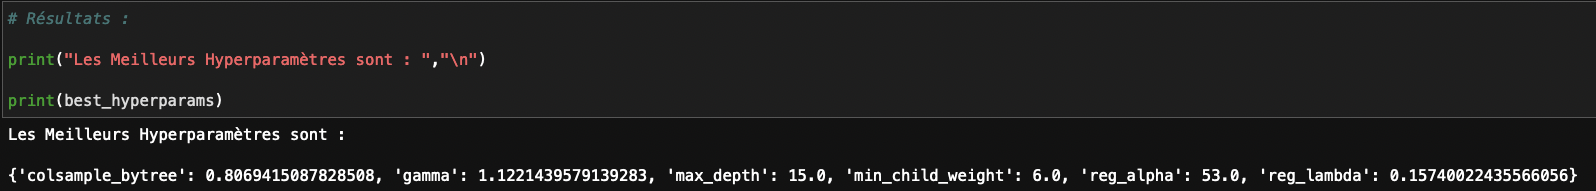 # Résultats :
print("Les Meilleurs Hyperparamètres sont : ","\n")
print(best_hyperparams)
Les Meilleurs Hyperparamètres sont :
{'colsample_bytree': 0.8069415087828508, 'gamma': 1.1221439579139283, 'max_depth': 15.0, 'min_child_weight': 6.0, 'reg_alpha': 53.0, 'reg_lambda': 0.15740022435566056}